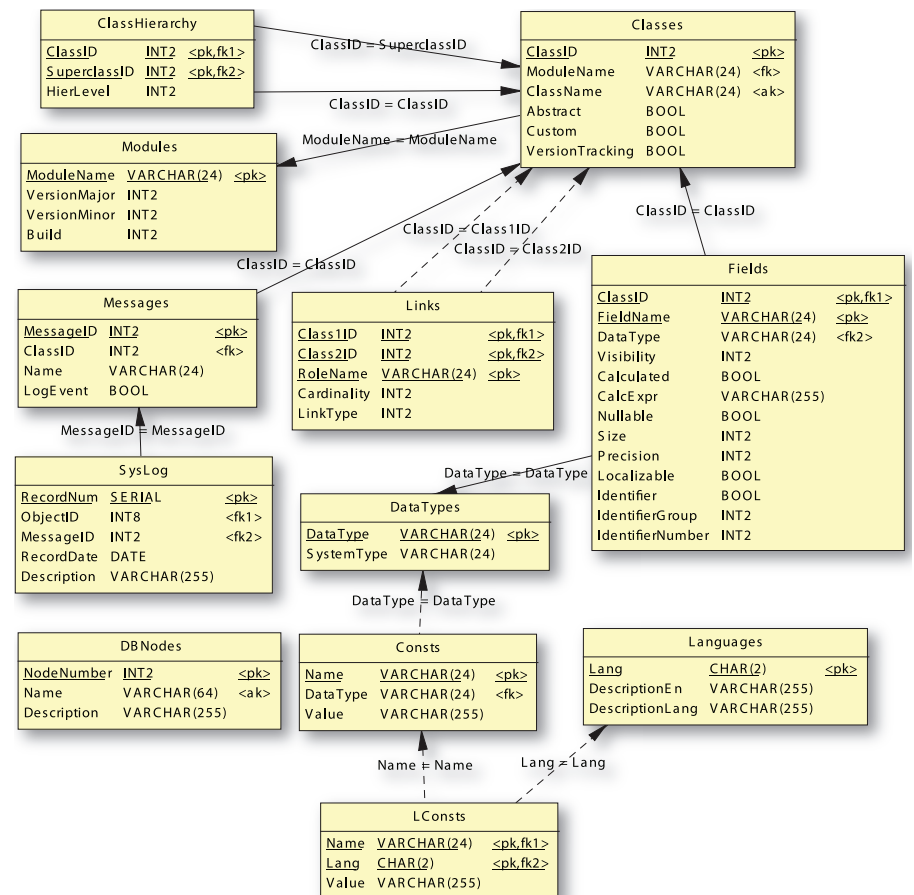 ClassHierarchy
ClassID INT2 <pk,fk1>
SuperclassID INT2 <pk,fk2>
HierLevel INT2
ClassID = SuperclassID
ClassID = ClassID
Classes
ClassID INT2 <pk>
ModuleName VARCHAR(24) <fk>
ClassName VARCHAR(24) <ak>
Abstract BOOL
Custom BOOL
VersionTracking BOOL
ModuleName = ModuleName
Modules
ModuleName VARCHAR(24) <pk>
VersionMajor INT2
VersionMinor INT2
Build INT2
ClassID = Class1ID
ClassID = Class2ID
ClassID = ClassID
ClassID = ClassID
Messages
MessageID INT2 <pk>
ClassID INT2 <fk>
Name VARCHAR(24)
LogEvent BOOL
Links
Class1ID INT2 <pk,fk1>
Class2ID INT2 <pk,fk2>
RoleName VARCHAR(24) <pk>
Cardinality INT2
LinkType INT2
Fields
ClassID INT2 <pk,fk1>
FieldName VARCHAR(24) <pk>
DataType VARCHAR(24) <fk2>
Visibility INT2
Calculated BOOL
CalcExpr VARCHAR(255)
Nullable BOOL
Size INT2
Precision INT2
Localizable BOOL
Identifier BOOL
IdentifierGroup INT2
IdentifierNumber INT2
MessageID = MessageID
SysLog
RecordNum SERIAL <pk>
ObjectID INT8 <fk1>
MessageID INT2 <fk2>
RecordDate DATE
Description VARCHAR(255)
DataType = DataType
DataTypes
DataType VARCHAR(24) <pk>
SystemType VARCHAR(24)
DataType = DataType
DBNodes
NodeNumber INT2 <pk>
Name VARCHAR(64) <ak>
Description VARCHAR(255)
Consts
Name VARCHAR(24) <pk>
DataType VARCHAR(24) <fk>
Value VARCHAR(255)
Languages
Lang CHAR(2) <pk>
DescriptionEn VARCHAR(255)
DescriptionLang VARCHAR(255)
Name = Name
Lang = Lang
LConsts
Name VARCHAR(24) <pk,fk1>
Lang CHAR(2) <pk,fk2>
Value VARCHAR(255)